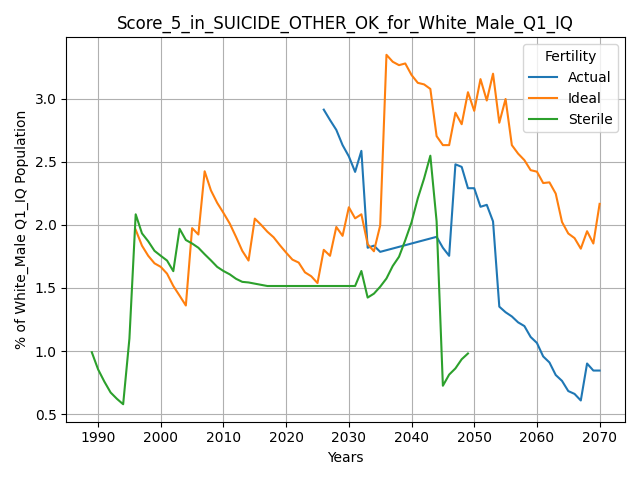 Score_5_in_SUICIDE_OTHER_OK_for_White_Male_Q1_IQ
% of White_Male Q1_IQ Population
3.0
2.5
2.0
1.5
1.0
0.5
Fertility
Actual
Ideal
Sterile
1990 2000 2010 2020 2030 2040 2050 2060 2070
Years